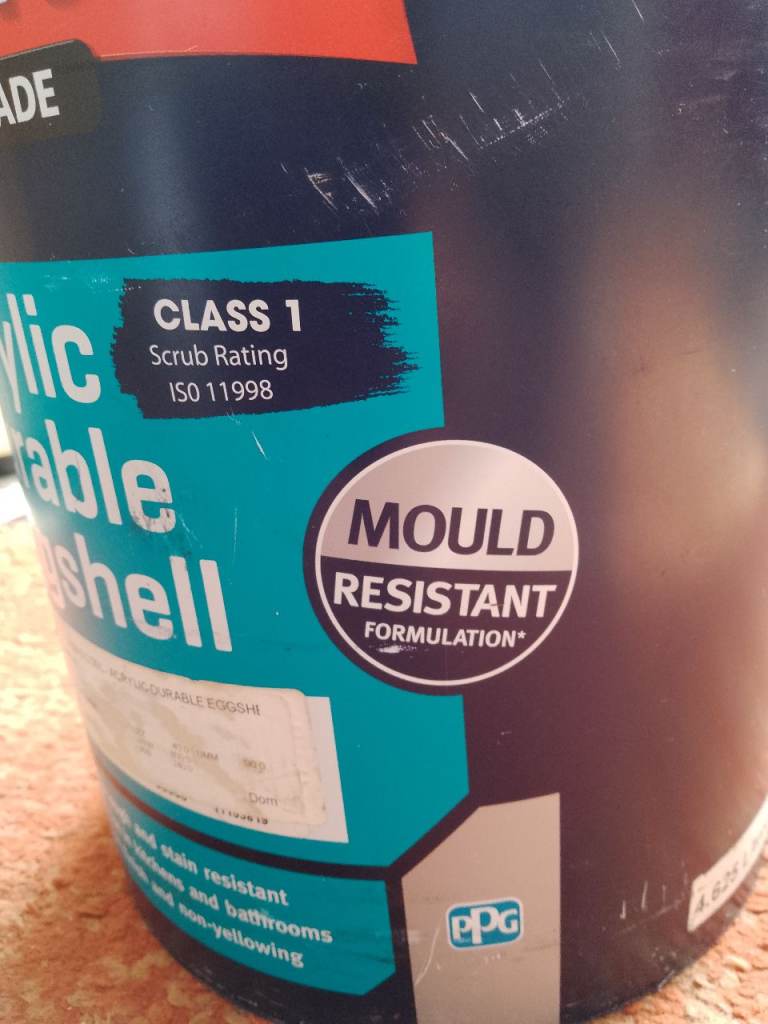 ADE
CLASS 1
Scrub Rating
ISO 11998
ylic
rable
gshell
MOULD
RESISTANT
FORMULATION*
ACRYLIC DURABLE EGGSHE
Dom
and stain resistant
kitchens and bathrooms
and non-yellowing
PPG